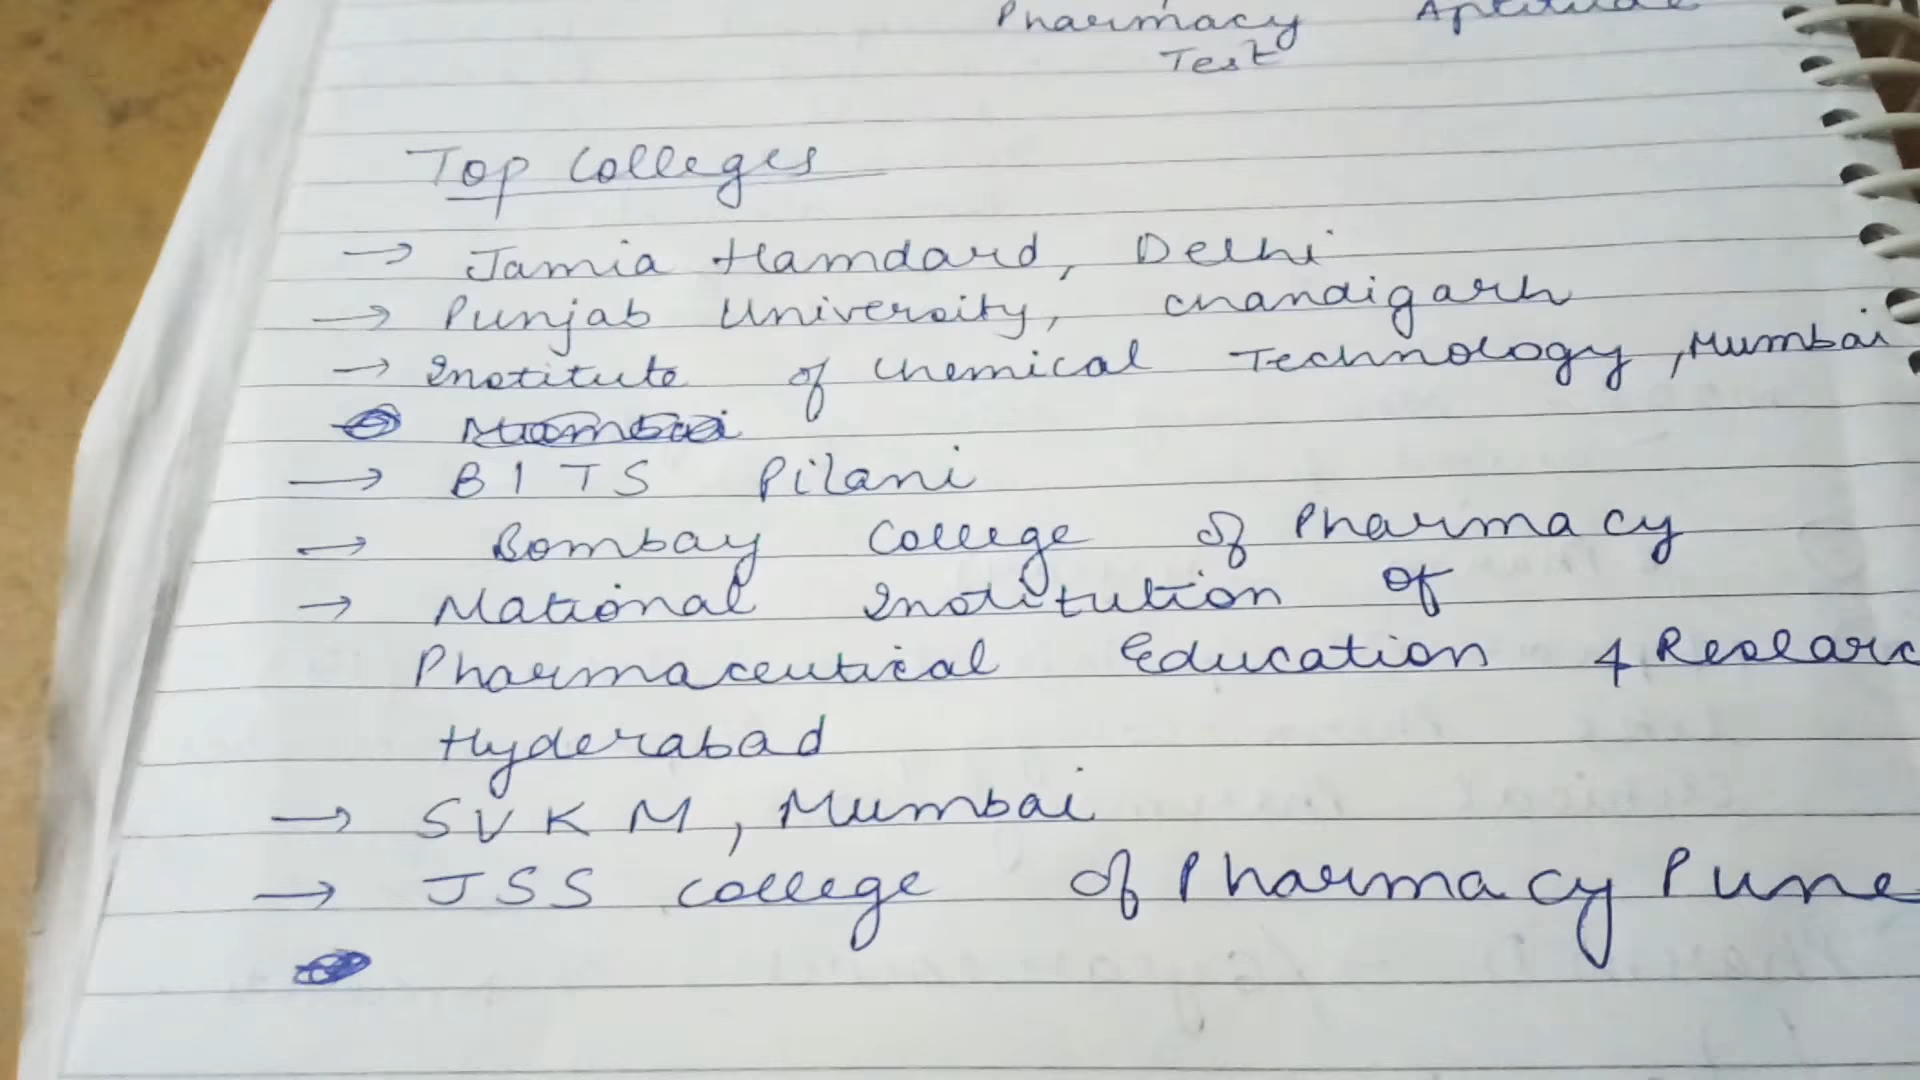 Pharmacy Aptitude
Test
Top Colleges
→ Jamia Hamdard, Delhi
→ Punjab University, Chandigarh
→ Institute of Chemical Technology, Mumbai
→ BITS Pilani
→ Bombay College of Pharmacy
→ National Institution of
Pharmaceutical Education & Researc
Hyderabad
→ SVKM, Mumbai
→ JSS College of Pharmacy Pune